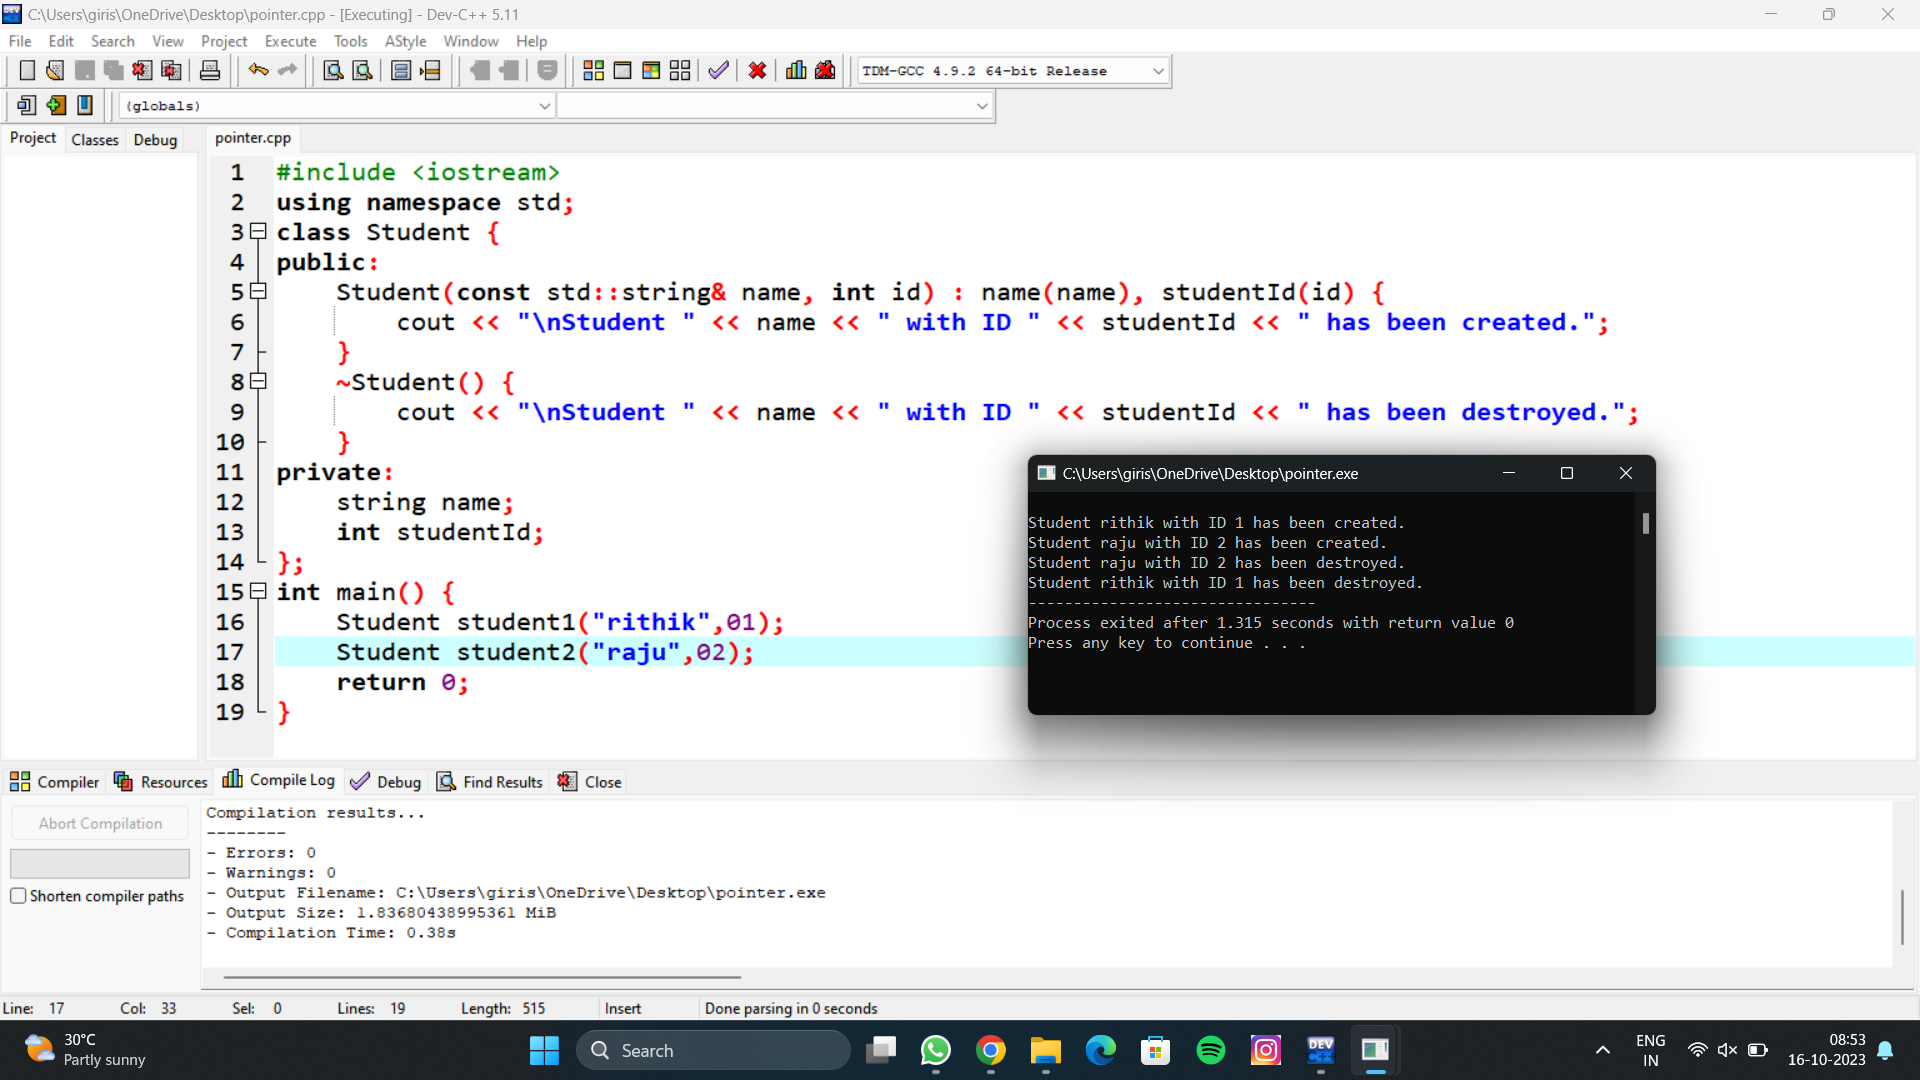 C:\Users\giris\OneDrive\Desktop\pointer.cpp - [Executing] - Dev-C++ 5.11
File Edit Search View Project Execute Tools AStyle Window Help
TDM-GCC 4.9.2 64-bit Release
(globals)
Project Classes Debug
pointer.cpp
1 #include <iostream>
2 using namespace std;
3 class Student {
4 public:
5     Student(const std::string& name, int id) : name(name), studentId(id) {
6         cout << "\nStudent " << name << " with ID " << studentId << " has been created.";
7     }
8     ~Student() {
9         cout << "\nStudent " << name << " with ID " << studentId << " has been destroyed.";
10     }
11 private:
12     string name;
13     int studentId;
14 };
15 int main() {
16     Student student1("rithik",01);
17     Student student2("raju",02);
18     return 0;
19 }
C:\Users\giris\OneDrive\Desktop\pointer.exe
Student rithik with ID 1 has been created.
Student raju with ID 2 has been created.
Student raju with ID 2 has been destroyed.
Student rithik with ID 1 has been destroyed.
--------------------------------
Process exited after 1.315 seconds with return value 0
Press any key to continue . . .
Compiler Resources Compile Log Debug Find Results Close
Abort Compilation
Shorten compiler paths
Compilation results...
--------
- Errors: 0
- Warnings: 0
- Output Filename: C:\Users\giris\OneDrive\Desktop\pointer.exe
- Output Size: 1.83680438995361 MiB
- Compilation Time: 0.38s
Line: 17 Col: 33 Sel: 0 Lines: 19 Length: 515 Insert Done parsing in 0 seconds
30°C
Partly sunny
Search
DEV
ENG
IN
08:53
16-10-2023